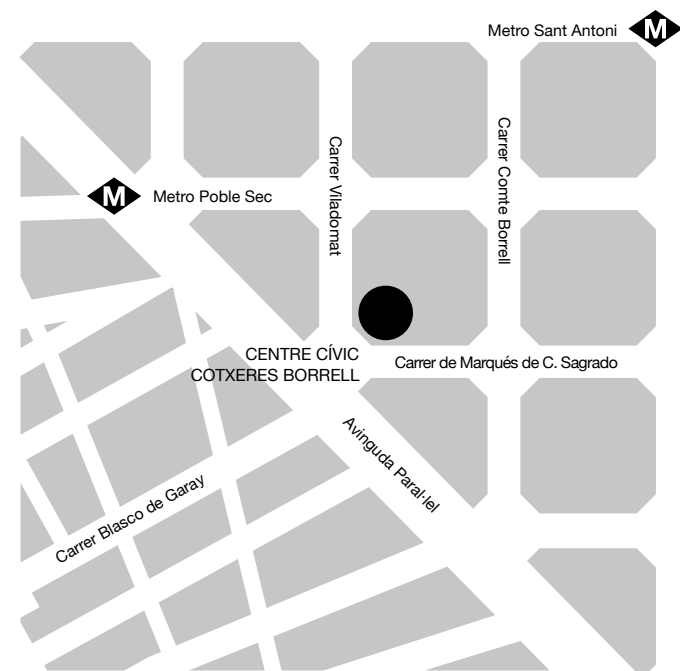 Metro Sant Antoni M
M Metro Poble Sec
Carrer Viladomat
Carrer Comte Borrell
CENTRE CÍVIC
COTXERES BORRELL
Carrer de Marqués de C. Sagrado
Avinguda Paral·lel
Carrer Blasco de Garay